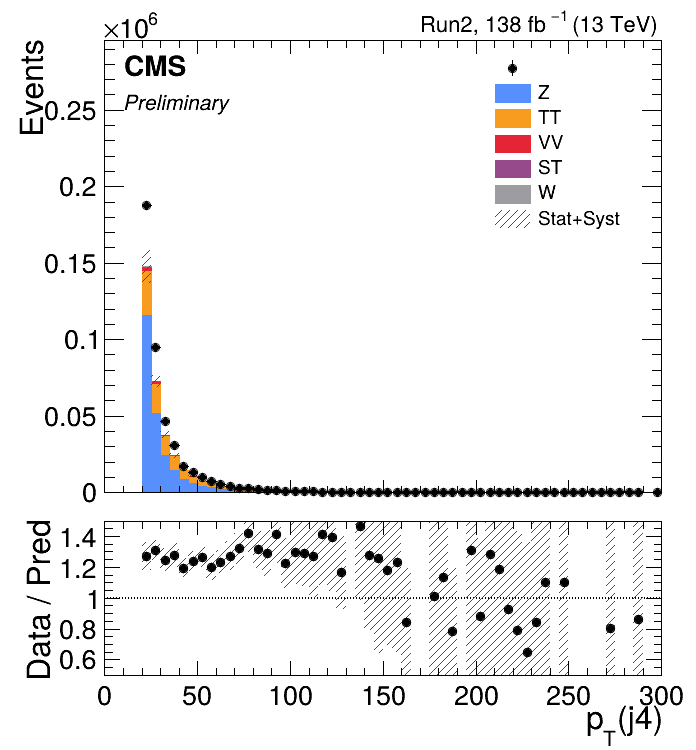 ×10⁶
Run2, 138 fb⁻¹ (13 TeV)
CMS
Preliminary
Events
0.25
0.2
0.15
0.1
0.05
0
Z
TT
VV
ST
W
Stat+Syst
Data / Pred
1.4
1.2
1
0.8
0.6
0 50 100 150 200 250 300
p_T(j4)